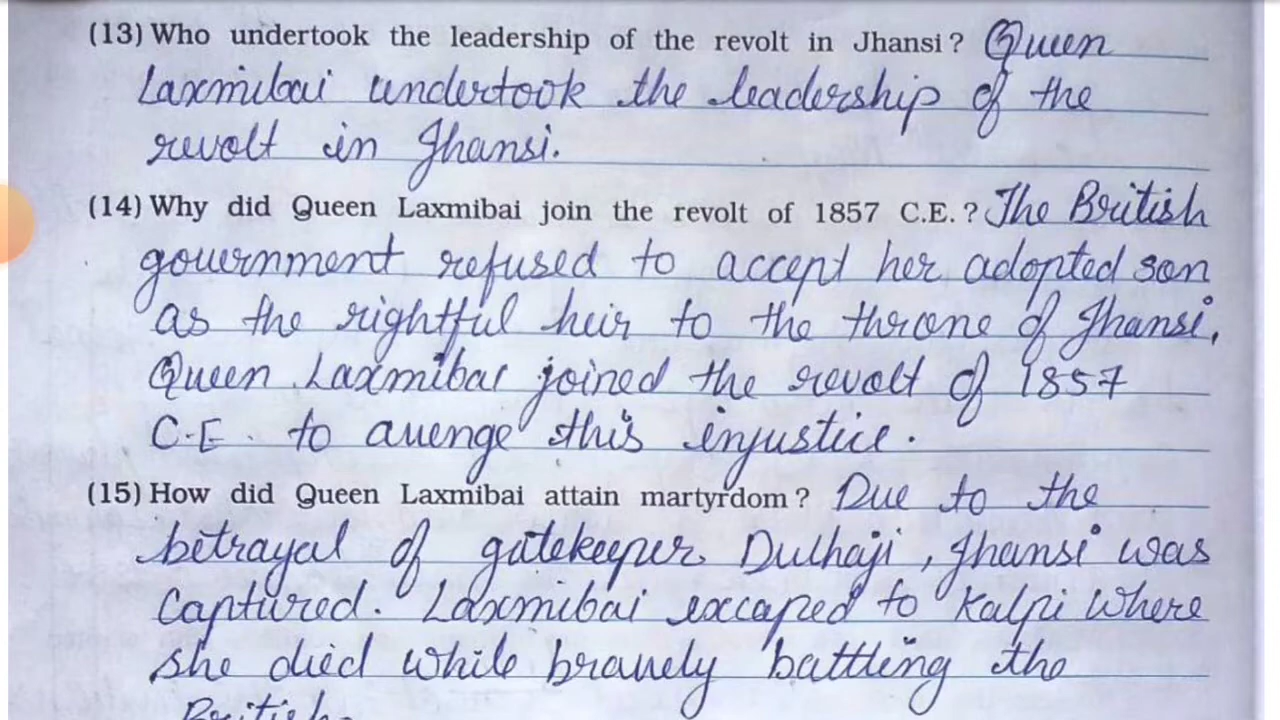 (13) Who undertook the leadership of the revolt in Jhansi? Queen
Laxmibai undertook the leadership of the
revolt in Jhansi.
(14) Why did Queen Laxmibai join the revolt of 1857 C.E.? The British
government refused to accept her adopted son
as the rightful heir to the throne of Jhansi,
Queen Laxmibai joined the revolt of 1857
C.E. to avenge this injustice.
(15) How did Queen Laxmibai attain martyrdom? Due to the
betrayal of gatekeeper Dulhaji, Jhansi was
Captured. Laxmibai excaped to Kalpi where
she died while bravely battling the
British.